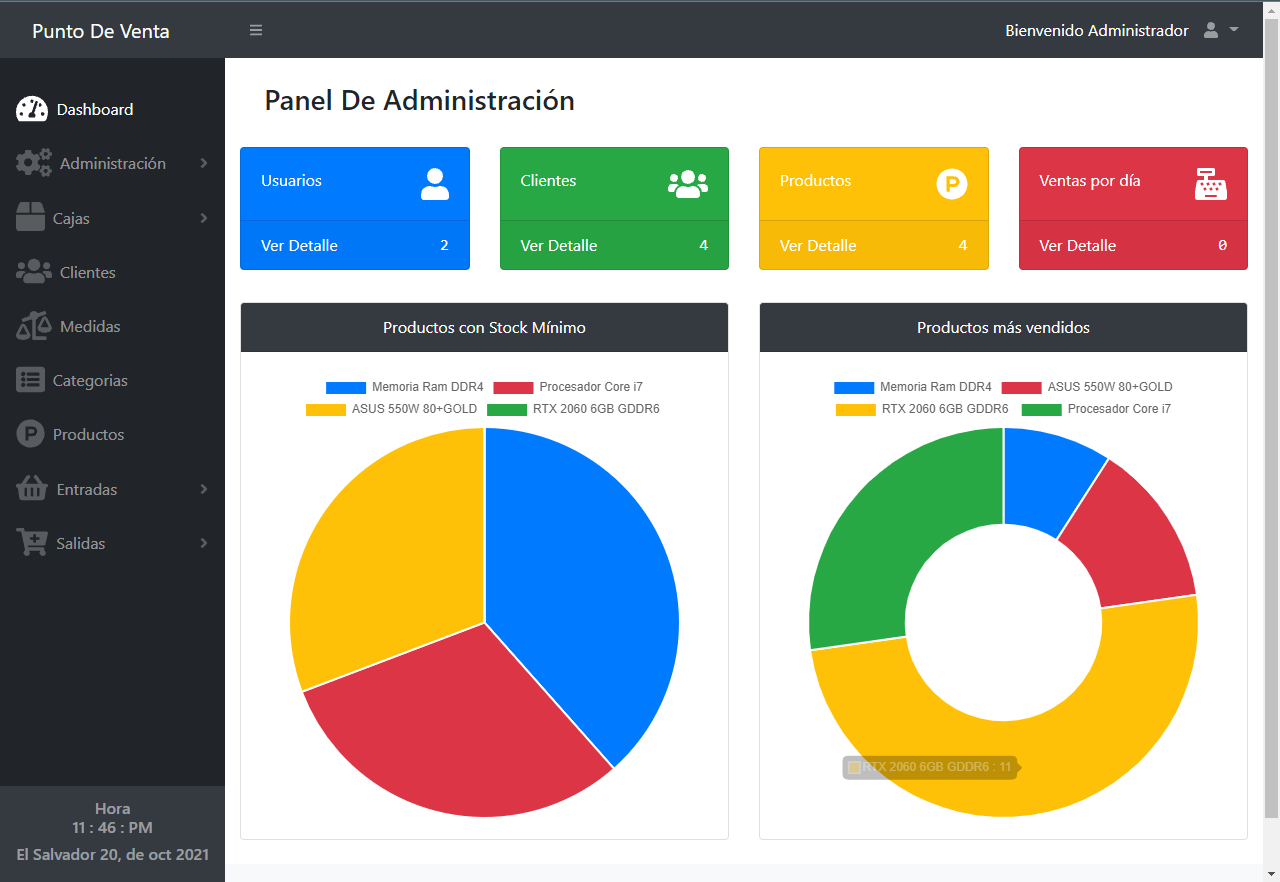 Punto De Venta
Bienvenido Administrador
Dashboard
Administración
Cajas
Clientes
Medidas
Categorias
Productos
Entradas
Salidas
Hora
11 : 46 : PM
El Salvador 20, de oct 2021
Panel De Administración
Usuarios
Ver Detalle 2
Clientes
Ver Detalle 4
Productos
P
Ver Detalle 4
Ventas por día
Ver Detalle 0
Productos con Stock Mínimo
Memoria Ram DDR4 Procesador Core i7
ASUS 550W 80+GOLD RTX 2060 6GB GDDR6
Productos más vendidos
Memoria Ram DDR4 ASUS 550W 80+GOLD
RTX 2060 6GB GDDR6 Procesador Core i7
RTX 2060 6GB GDDR6 : 11